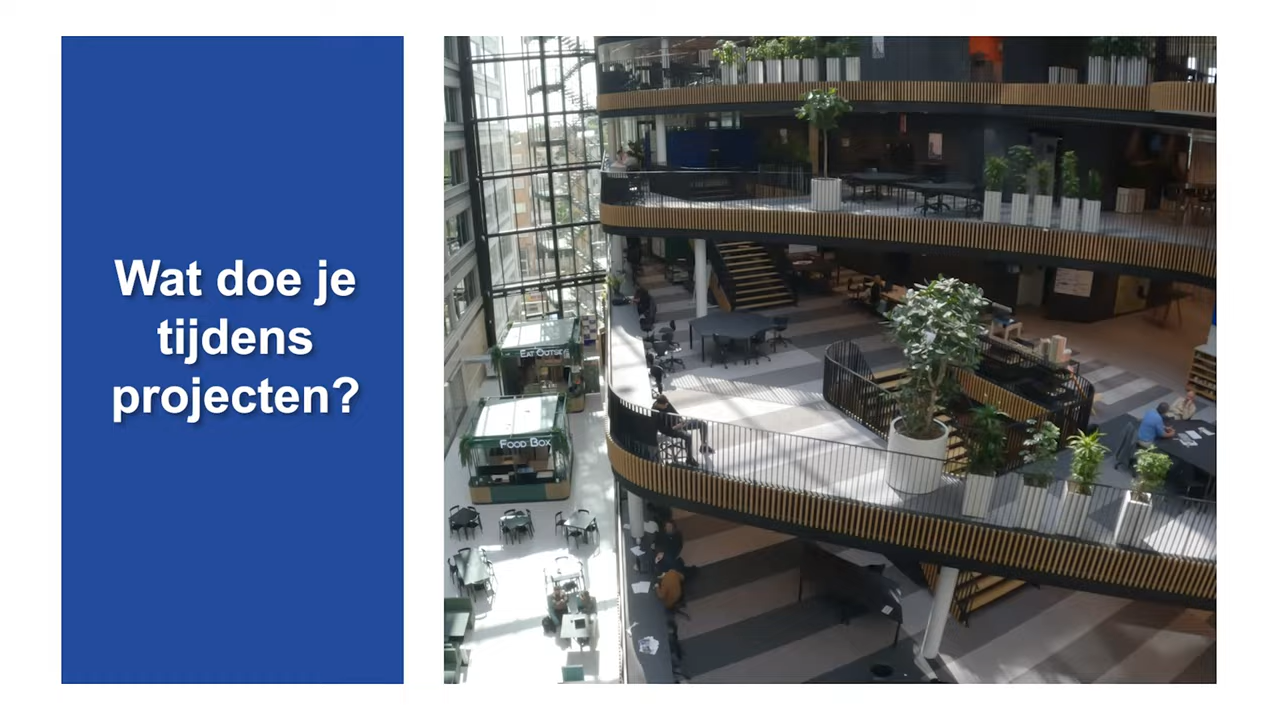 Wat doe je
tijdens
projecten?
EAT OUTSIDE
FOOD BOX